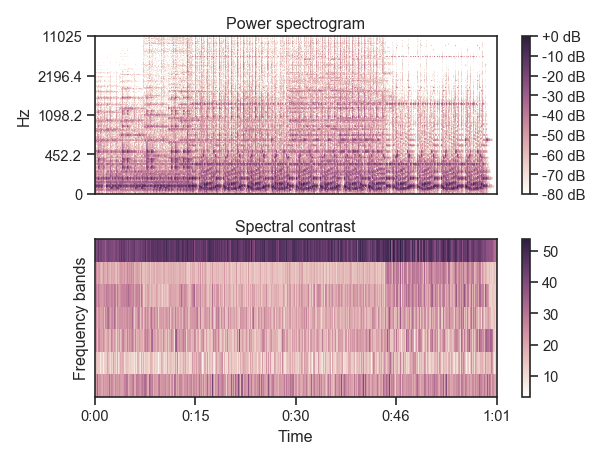 Power spectrogram
11025
2196.4
1098.2
452.2
0
Hz
+0 dB
-10 dB
-20 dB
-30 dB
-40 dB
-50 dB
-60 dB
-70 dB
-80 dB
Spectral contrast
Frequency bands
50
40
30
20
10
0:00 0:15 0:30 0:46 1:01
Time